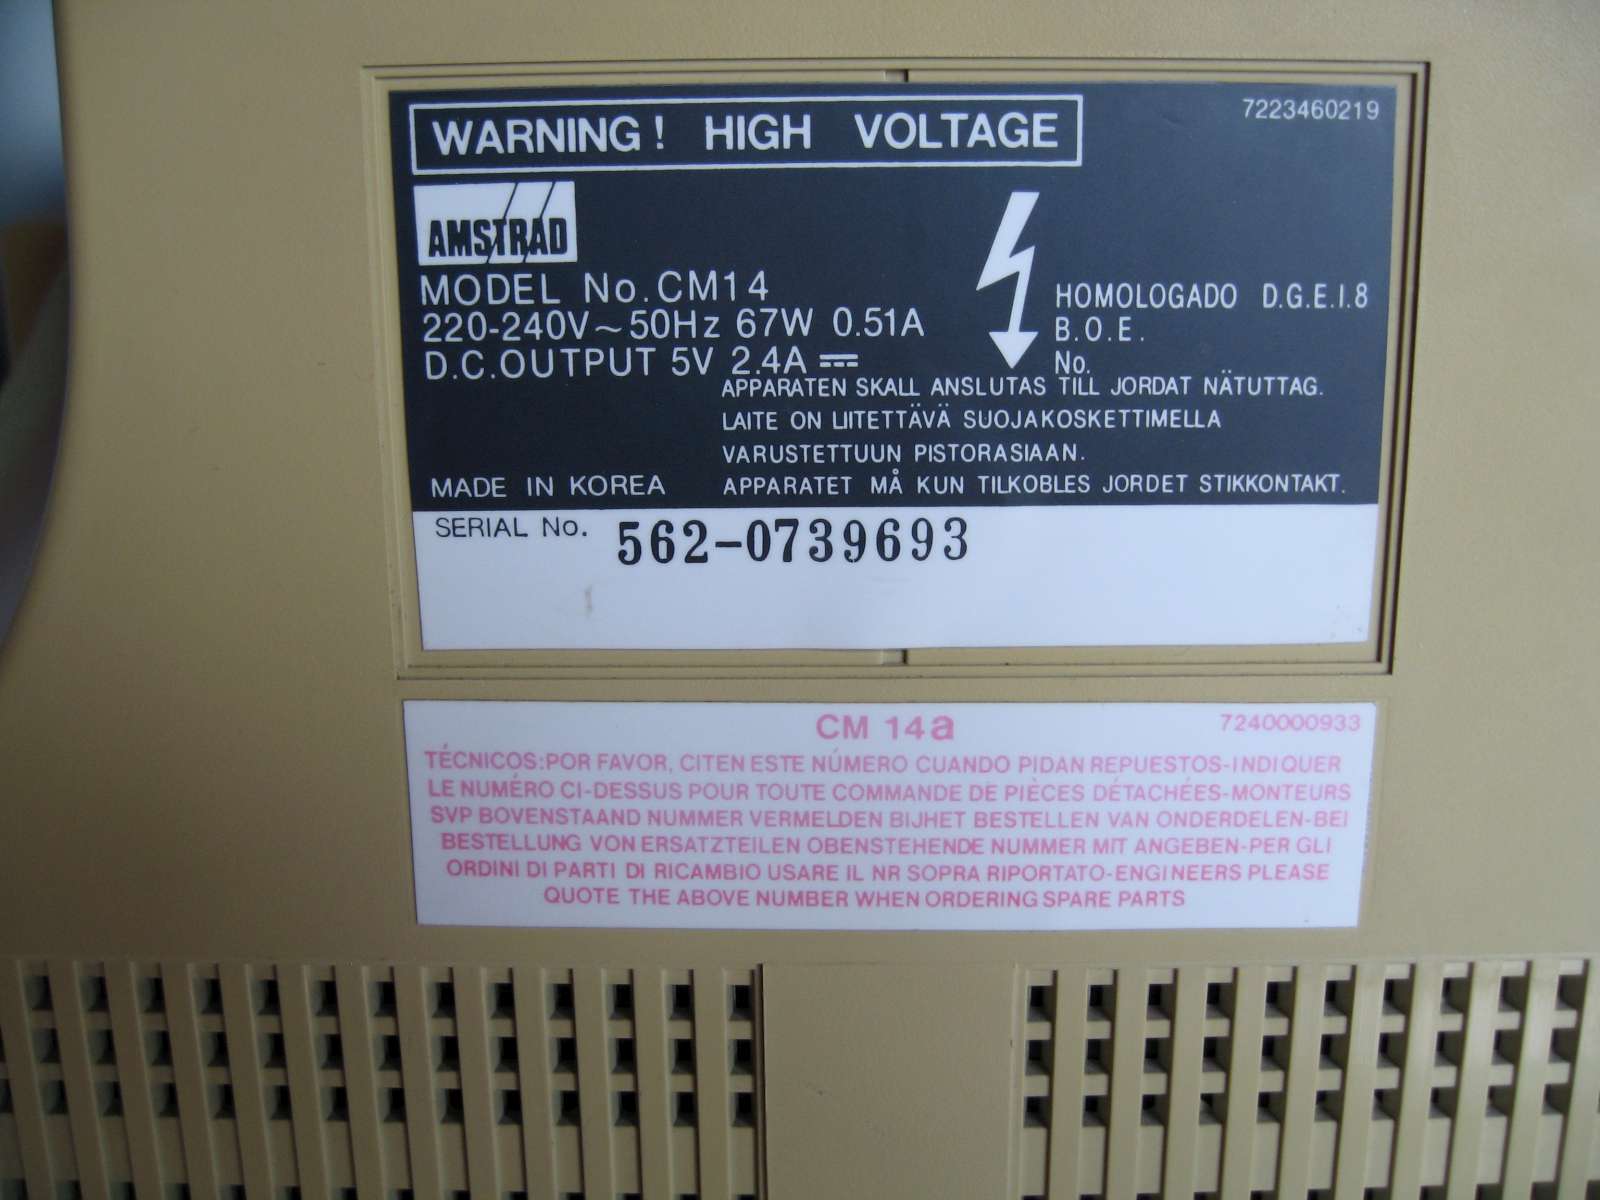 WARNING! HIGH VOLTAGE
7223460219
AMSTRAD
MODEL No. CM14
220-240V~50Hz 67W 0.51A
D.C.OUTPUT 5V 2.4A
HOMOLOGADO D.G.E.I.8
B.O.E.
No.
APPARATEN SKALL ANSLUTAS TILL JORDAT NÄTUTTAG.
LAITE ON LIITETTÄVÄ SUOJAKOSKETTIMELLA
VARUSTETTUUN PISTORASIAAN.
MADE IN KOREA
APPARATET MÅ KUN TILKOBLES JORDET STIKKONTAKT.
SERIAL No. 562-0739693
CM 14a
7240000933
TÉCNICOS:POR FAVOR, CITEN ESTE NÚMERO CUANDO PIDAN REPUESTOS-INDIQUER
LE NUMÉRO CI-DESSUS POUR TOUTE COMMANDE DE PIÈCES DÉTACHÉES-MONTEURS
SVP BOVENSTAAND NUMMER VERMELDEN BIJHET BESTELLEN VAN ONDERDELEN-BEI
BESTELLUNG VON ERSATZTEILEN OBENSTEHENDE NUMMER MIT ANGEBEN-PER GLI
ORDINI DI PARTI DI RICAMBIO USARE IL NR SOPRA RIPORTATO-ENGINEERS PLEASE
QUOTE THE ABOVE NUMBER WHEN ORDERING SPARE PARTS